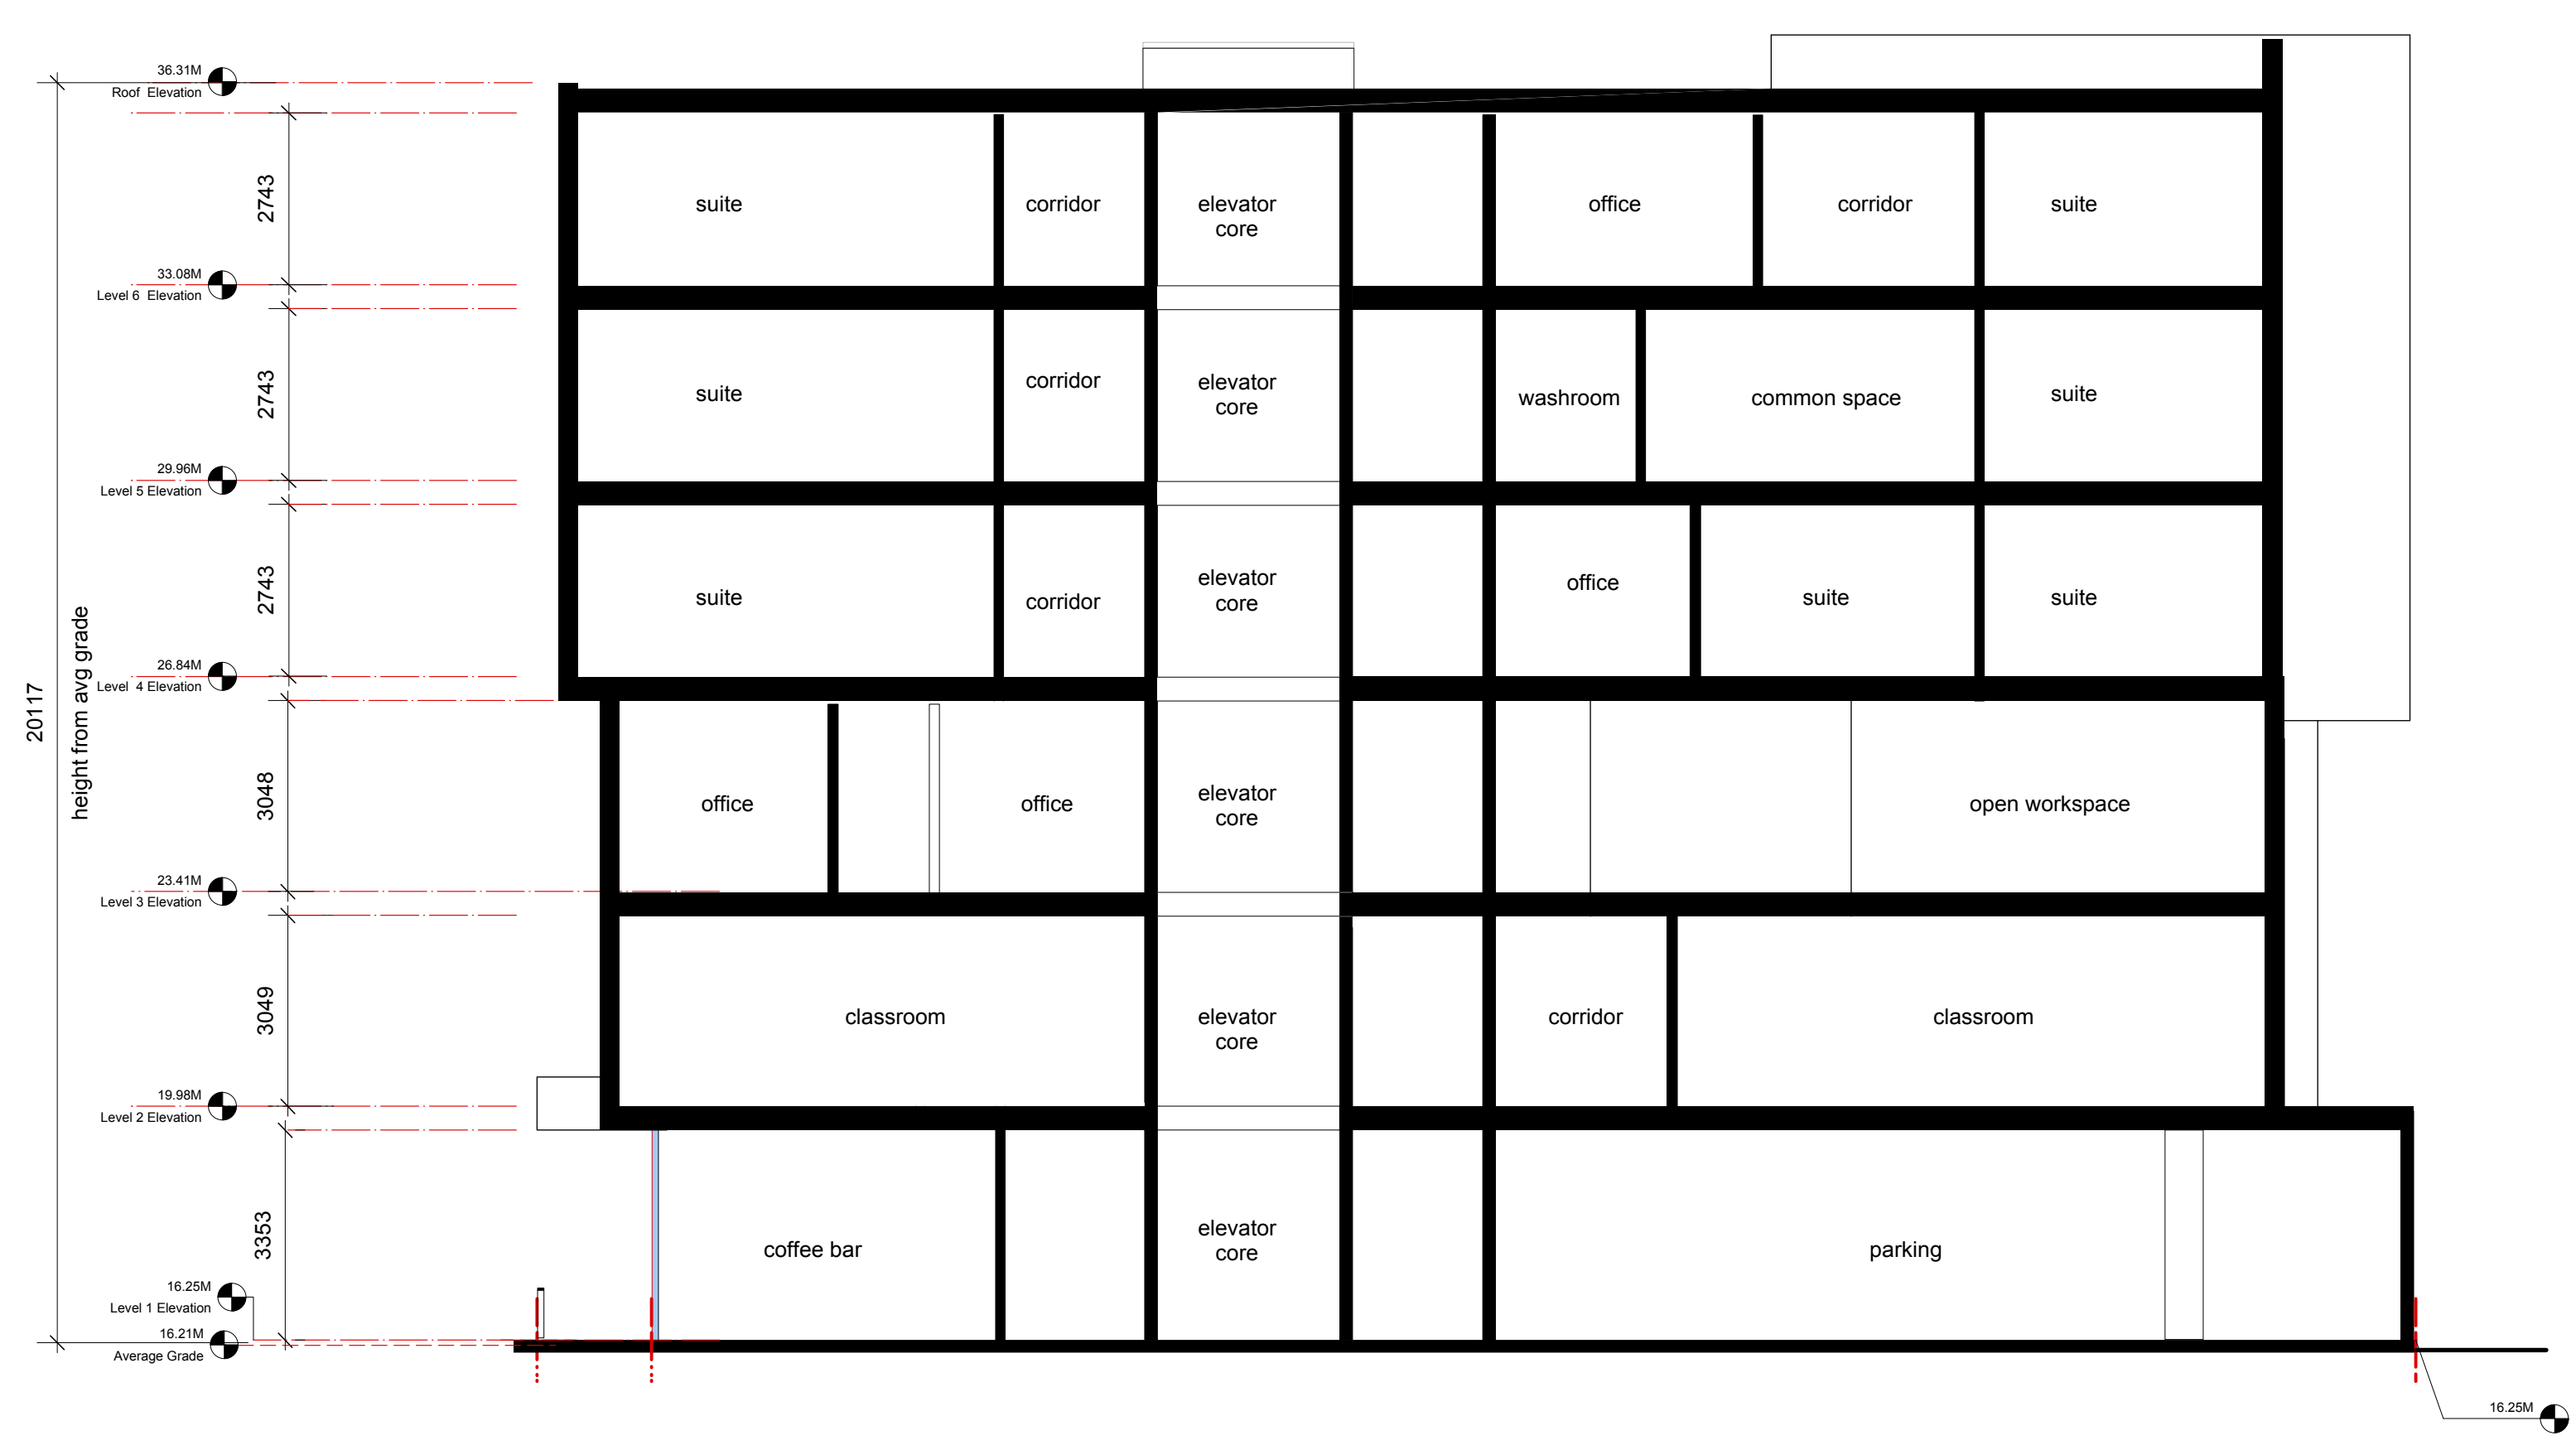 36.31M
Roof Elevation
2743
suite
corridor
elevator
core
office
corridor
suite
33.08M
Level 6 Elevation
2743
suite
corridor
elevator
core
washroom
common space
suite
29.96M
Level 5 Elevation
2743
suite
corridor
elevator
core
office
suite
suite
26.84M
Level 4 Elevation
20117
height from avg grade
3048
office
office
elevator
core
open workspace
23.41M
Level 3 Elevation
3049
classroom
elevator
core
corridor
classroom
19.98M
Level 2 Elevation
3353
coffee bar
elevator
core
parking
16.25M
Level 1 Elevation
16.21M
Average Grade
16.25M